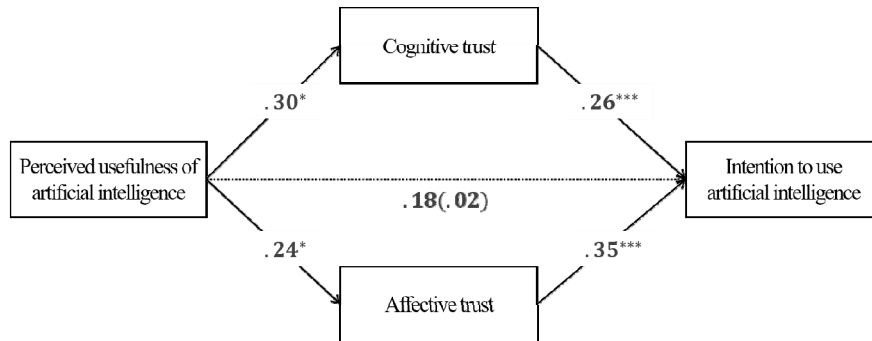 Cognitive trust
.30*
.26***
Perceived usefulness of
artificial intelligence
Intention to use
artificial intelligence
.18(.02)
.24*
.35***
Affective trust